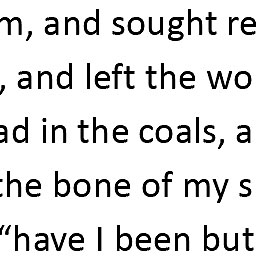 m, and sought re
, and left the wo
ad in the coals, a
the bone of my s
“have I been but